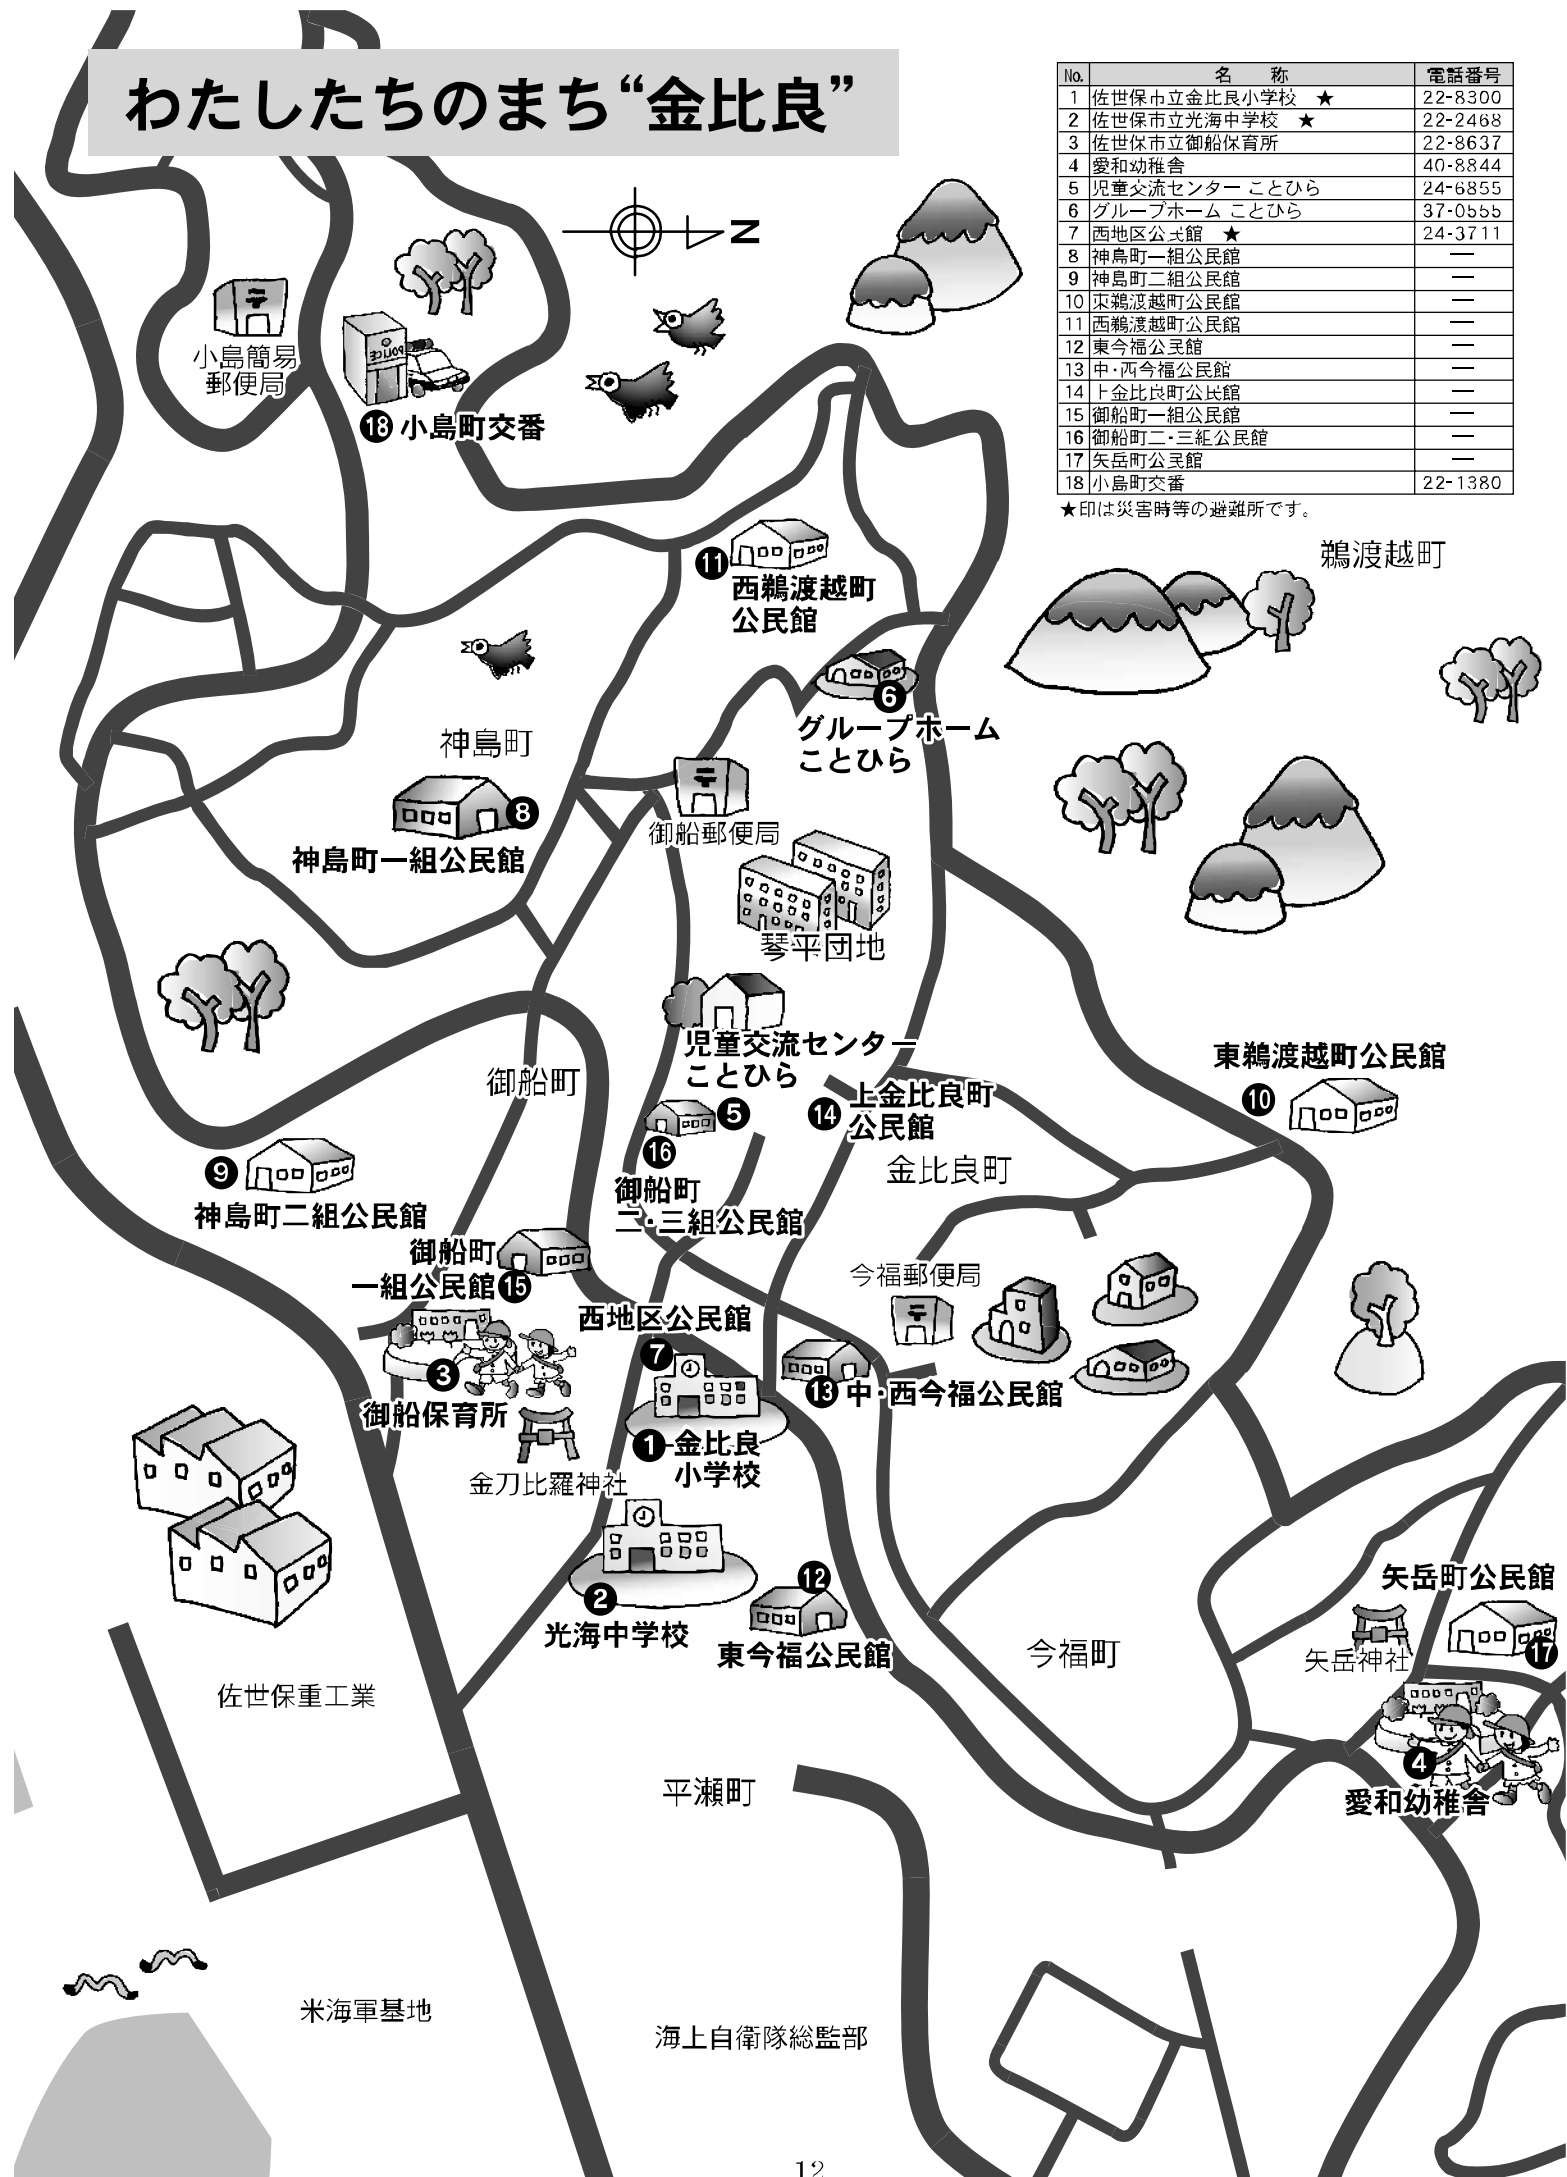 わたしたちのまち“金比良”
No. 名 称 電話番号
1 佐世保市立金比良小学校 ★ 22-8300
2 佐世保市立光海中学校 ★ 22-2468
3 佐世保市立御船保育所 22-8637
4 愛和幼稚舎 40-8844
5 児童交流センター ことひら 24-6855
6 グループホーム ことひら 37-0555
7 西地区公民館 ★ 24-3711
8 神島町一組公民館 ―
9 神島町二組公民館 ―
10 東鵜渡越町公民館 ―
11 西鵜渡越町公民館 ―
12 東今福公民館 ―
13 中・西今福公民館 ―
14 上金比良町公民館 ―
15 御船町一組公民館 ―
16 御船町二・三組公民館 ―
17 矢岳町公民館 ―
18 小島町交番 22-1380
★印は災害時等の避難所です。
N
小島簡易
郵便局
POLICE
18 小島町交番
鵜渡越町
11 西鵜渡越町
公民館
6
グループホーム
ことひら
神島町
8
神島町一組公民館
御船郵便局
琴平団地
児童交流センター
ことひら
5
御船町
14 上金比良町
公民館
東鵜渡越町公民館
10
16
御船町
二・三組公民館
金比良町
9
神島町二組公民館
御船町
一組公民館 15
今福郵便局
西地区公民館
7
3
御船保育所
13 中・西今福公民館
1 金比良
小学校
金刀比羅神社
2
光海中学校
12
東今福公民館
矢岳町公民館
17
矢岳神社
今福町
佐世保重工業
4
愛和幼稚舎
平瀬町
米海軍基地
海上自衛隊総監部
12